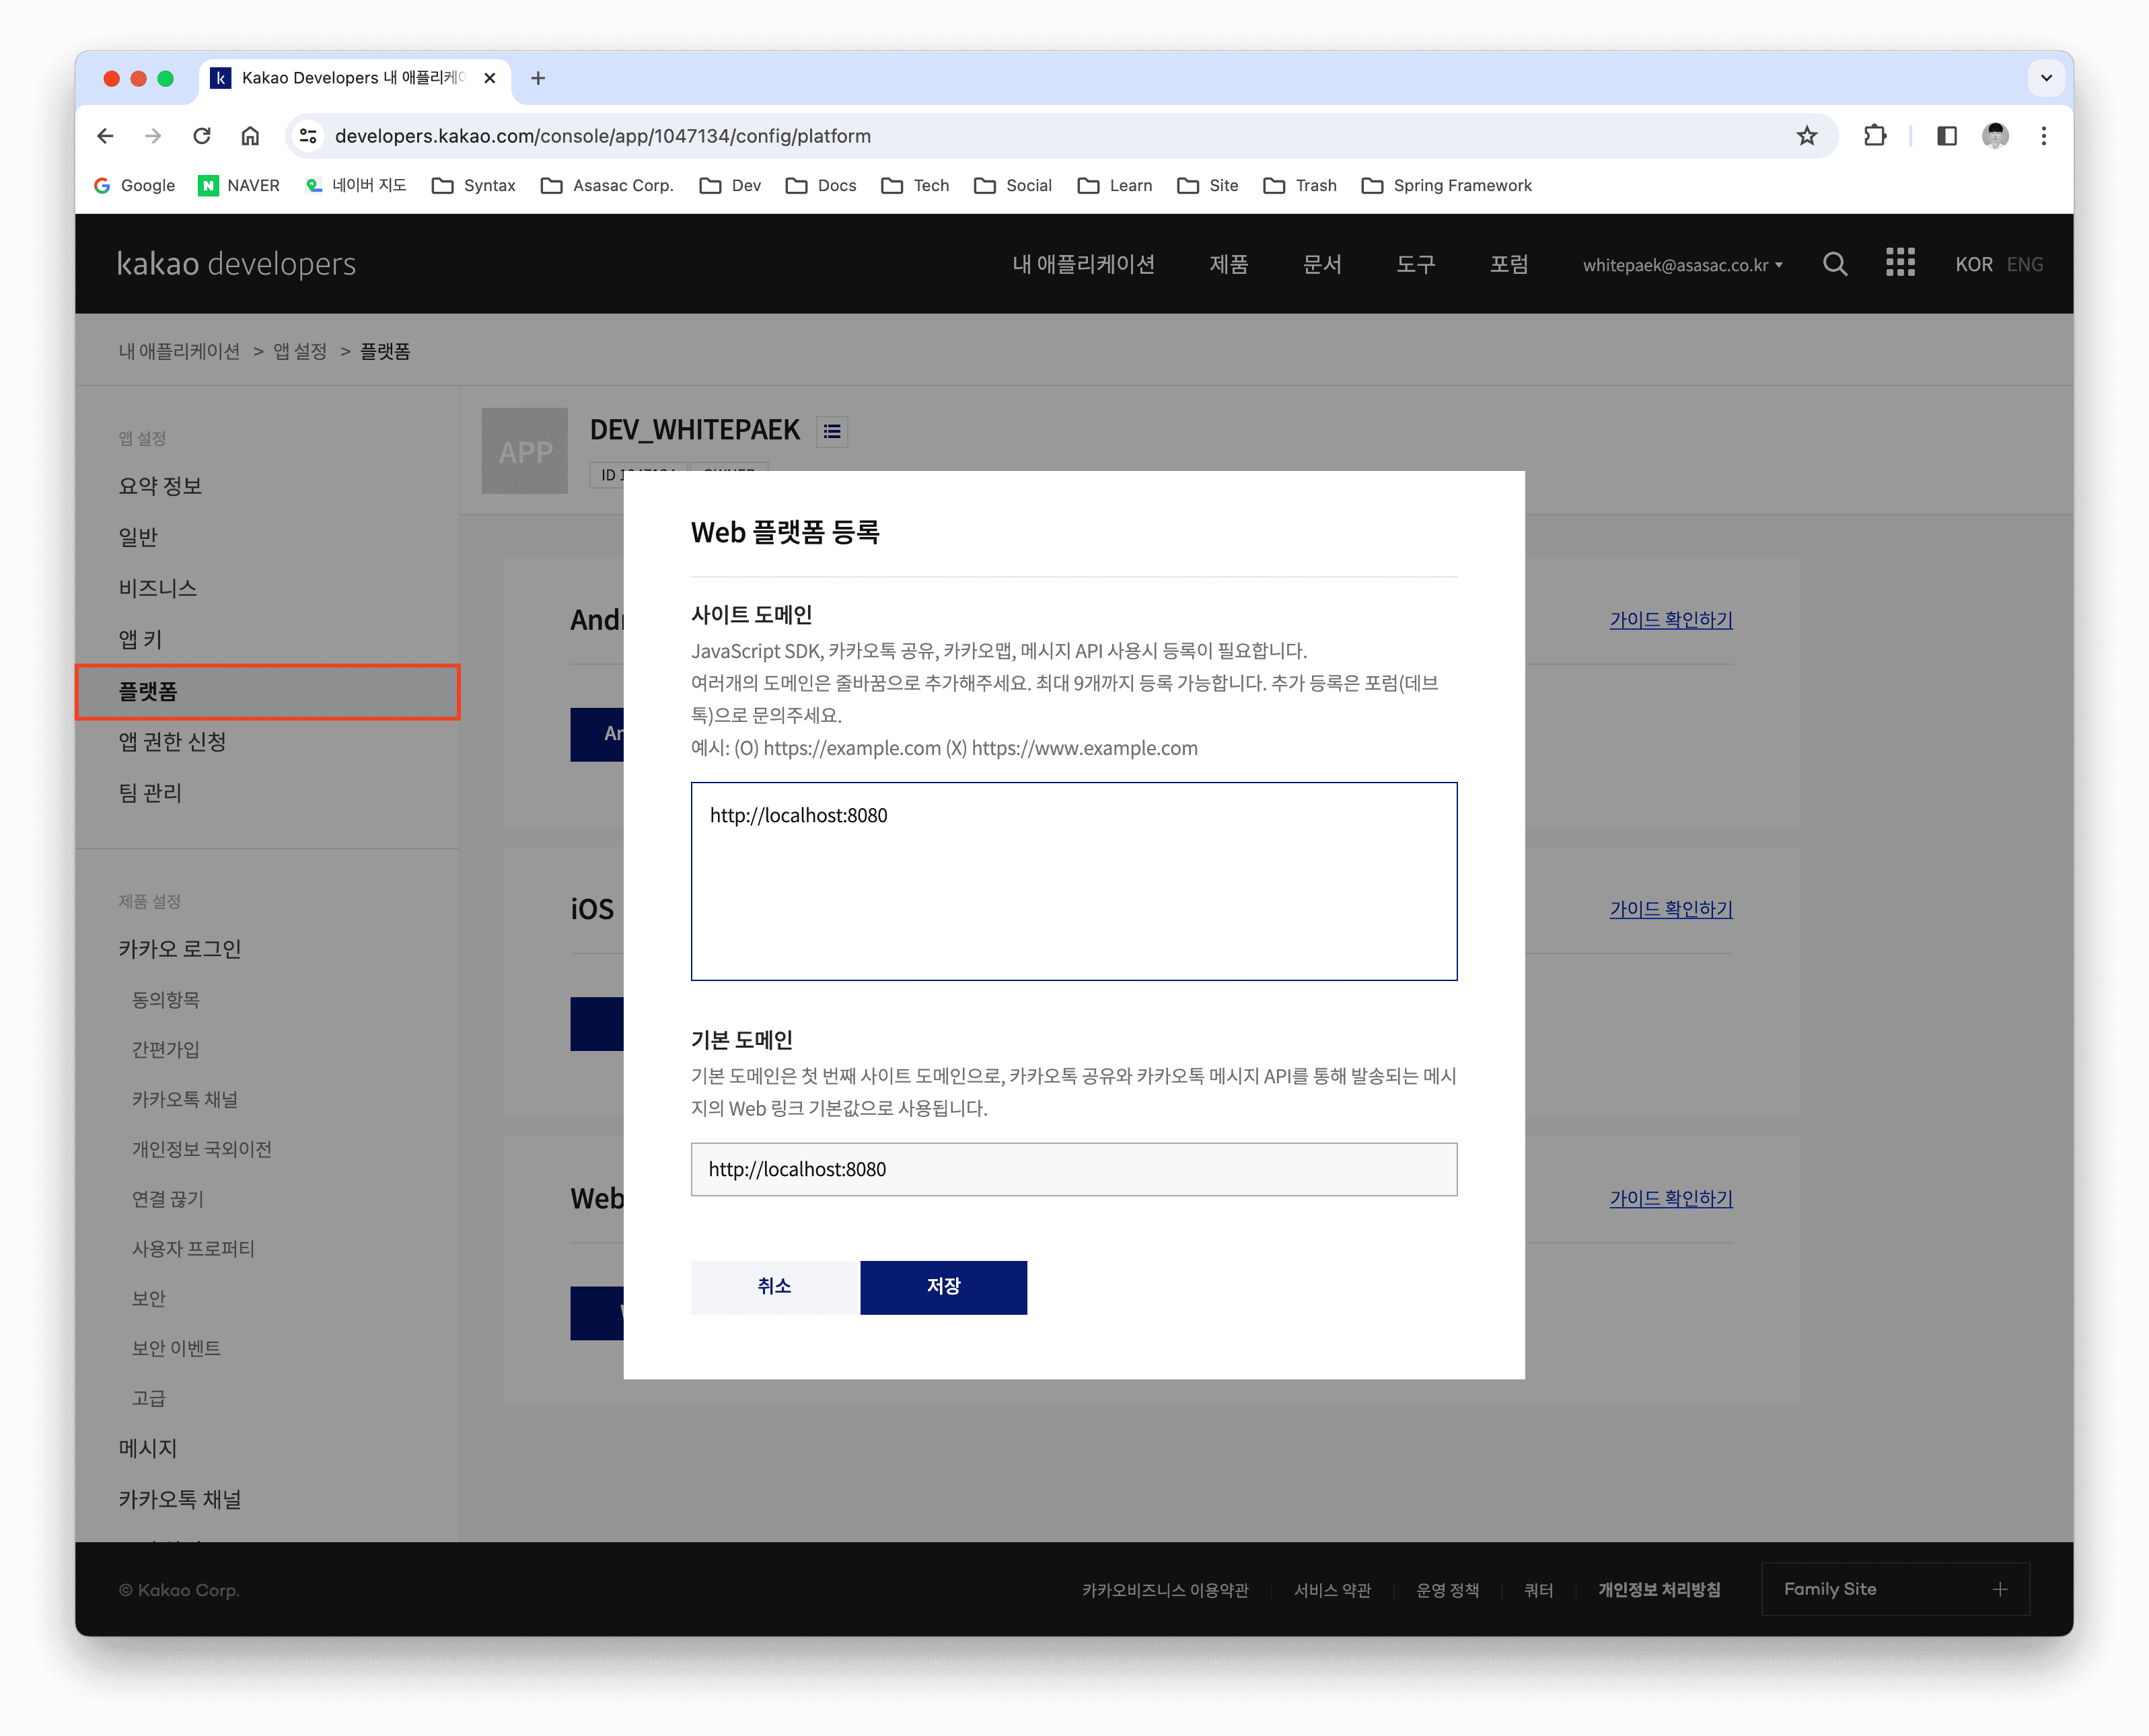 Kakao Developers 내 애플리케이
developers.kakao.com/console/app/1047134/config/platform
Google NAVER 네이버 지도 Syntax Asasac Corp. Dev Docs Tech Social Learn Site Trash Spring Framework
kakao developers 내 애플리케이션 제품 문서 도구 포럼 whitepaek@asasac.co.kr KOR ENG
내 애플리케이션 > 앱 설정 > 플랫폼
앱 설정
요약 정보
일반
비즈니스
앱 키
플랫폼
앱 권한 신청
팀 관리
제품 설정
카카오 로그인
동의항목
간편가입
카카오톡 채널
개인정보 국외이전
연결 끊기
사용자 프로퍼티
보안
보안 이벤트
고급
메시지
카카오톡 채널
APP
DEV_WHITEPAEK
ID
가이드 확인하기
iOS
가이드 확인하기
Web
가이드 확인하기
Web 플랫폼 등록
사이트 도메인
JavaScript SDK, 카카오톡 공유, 카카오맵, 메시지 API 사용시 등록이 필요합니다.
여러개의 도메인은 줄바꿈으로 추가해주세요. 최대 9개까지 등록 가능합니다. 추가 등록은 포럼(데브
톡)으로 문의주세요.
예시: (O) https://example.com (X) https://www.example.com
http://localhost:8080
기본 도메인
기본 도메인은 첫 번째 사이트 도메인으로, 카카오톡 공유와 카카오톡 메시지 API를 통해 발송되는 메시
지의 Web 링크 기본값으로 사용됩니다.
http://localhost:8080
취소 저장
© Kakao Corp. 카카오비즈니스 이용약관 서비스 약관 운영 정책 쿼터 개인정보 처리방침 Family Site